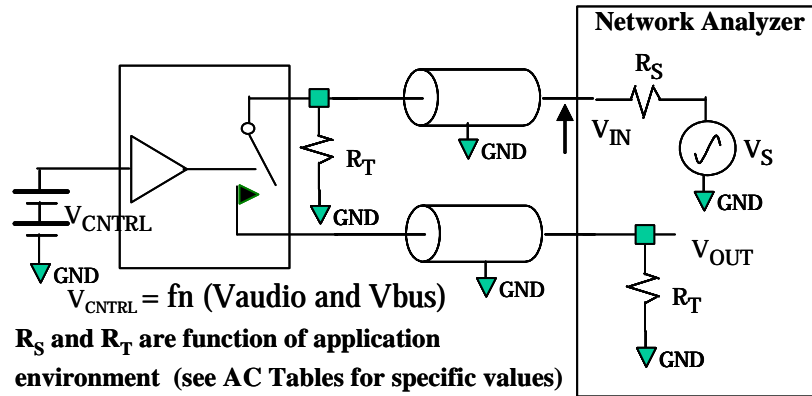 Network Analyzer
R_S
V_IN
V_S
GND
GND
R_T
GND
GND
V_CNTRL
GND
V_OUT
R_T
GND
GND
V_CNTRL = fn (Vaudio and Vbus)
R_S and R_T are function of application
environment (see AC Tables for specific values)